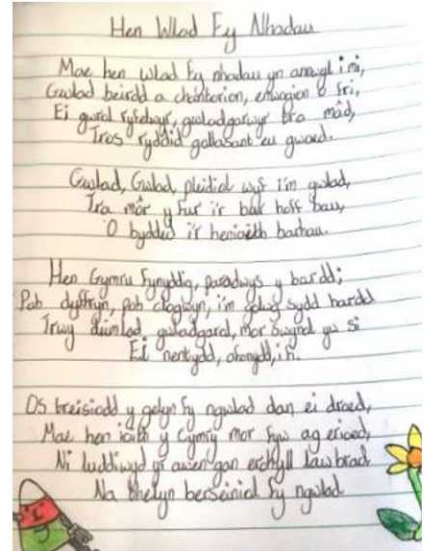 Hen Wlad Fy Nhadau
Mae hen wlad fy nhadau yn annwyl i mi,
Gwlad beirdd a chantorion, enwogion o fri,
Ei gwrol ryfelwyr, gwladgarwyr tra mâd,
Tros ryddid gollasant eu gwaed.
Gwlad, Gwlad, pleidiol wyf i'm gwlad,
Tra môr y fur i'r bur hoff bau,
O bydded i'r heniaith barhau.
Hen Gymru fynyddig, paradwys y bardd;
Pob dyffryn, pob clogwyn, i'm golwg sydd hardd
Trwy deimlad, gwladgarol, mor swynol yw si
Ei nentydd, afonydd, i
Os treisiodd y gelyn fy ngwlad dan ei draed,
Mae hen iaith y Cymry mor fyw ag erioed,
Ni luddiwyd yr awen gan erchyll law brad
Na thelyn berseiniol fy ngwlad